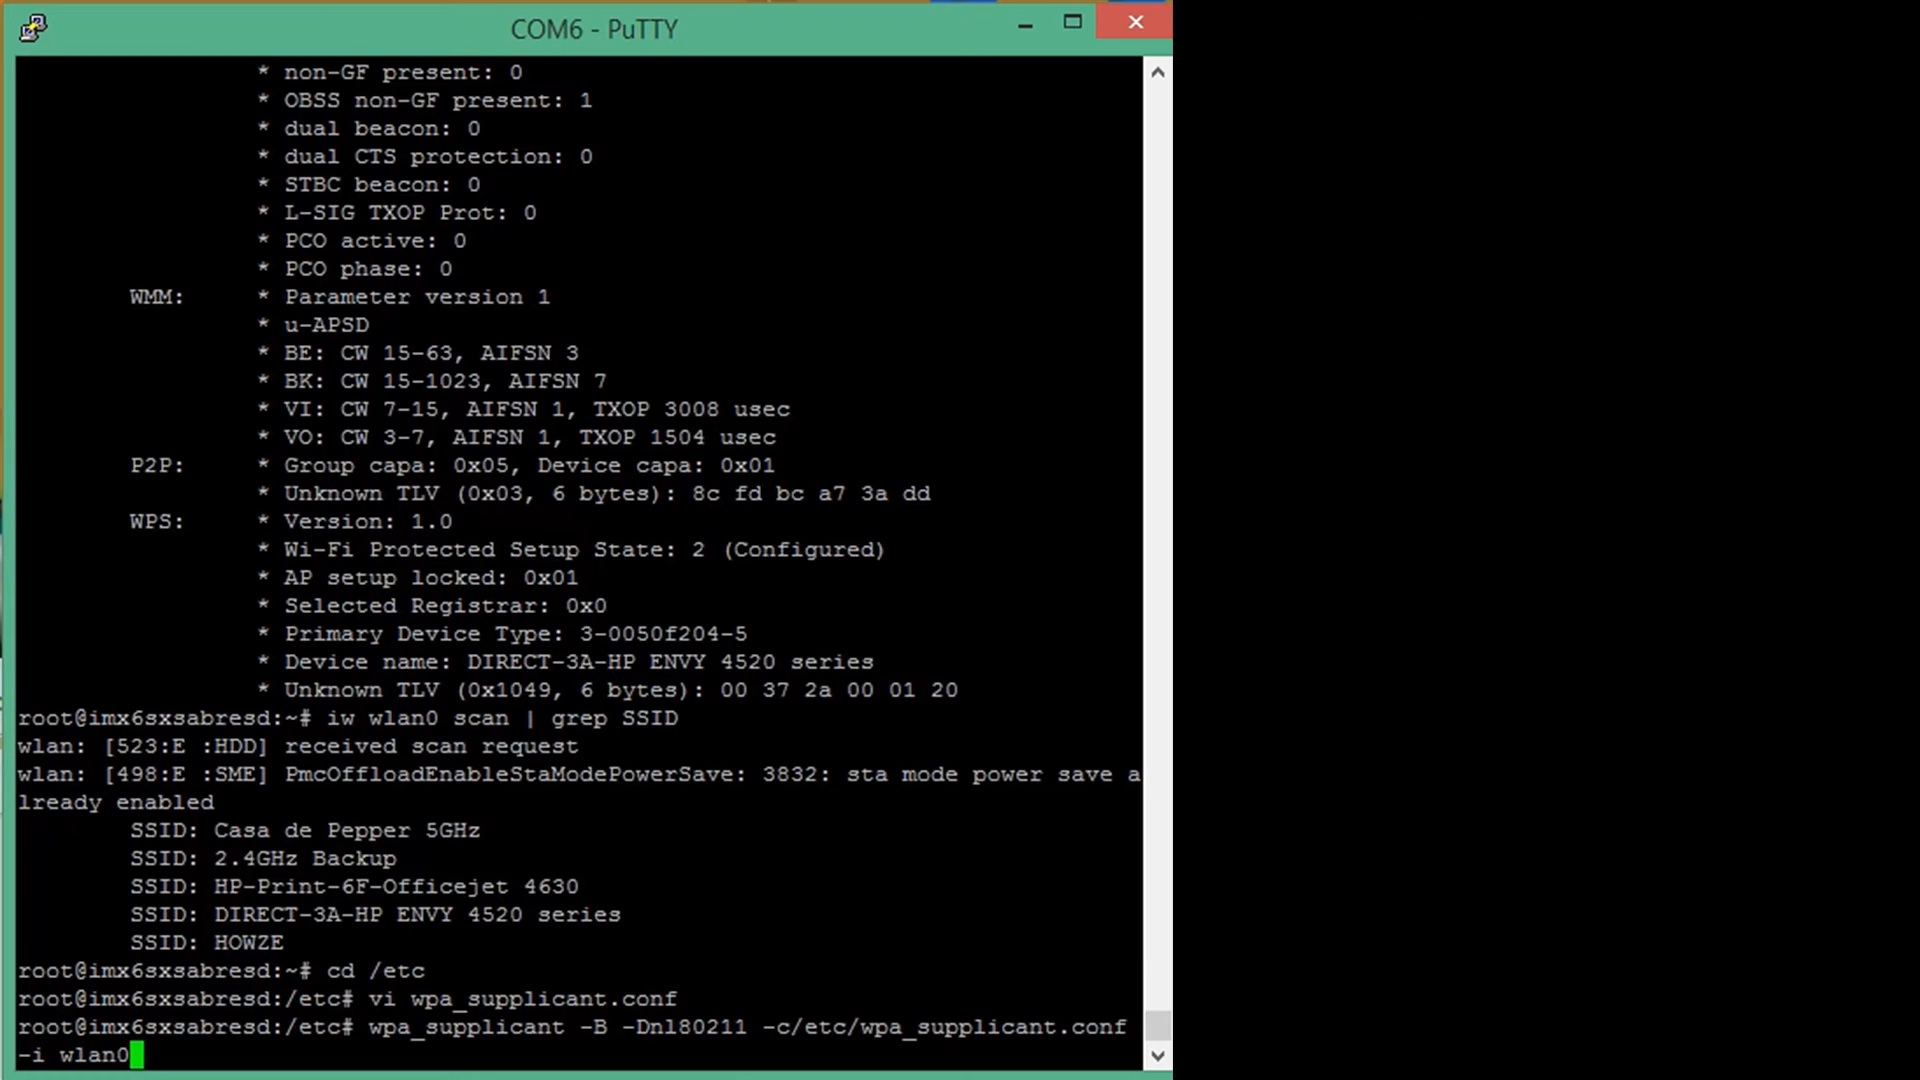 COM6 - PuTTY
* non-GF present: 0
* OBSS non-GF present: 1
* dual beacon: 0
* dual CTS protection: 0
* STBC beacon: 0
* L-SIG TXOP Prot: 0
* PCO active: 0
* PCO phase: 0
WMM: * Parameter version 1
* u-APSD
* BE: CW 15-63, AIFSN 3
* BK: CW 15-1023, AIFSN 7
* VI: CW 7-15, AIFSN 1, TXOP 3008 usec
* VO: CW 3-7, AIFSN 1, TXOP 1504 usec
P2P: * Group capa: 0x05, Device capa: 0x01
* Unknown TLV (0x03, 6 bytes): 8c fd bc a7 3a dd
WPS: * Version: 1.0
* Wi-Fi Protected Setup State: 2 (Configured)
* AP setup locked: 0x01
* Selected Registrar: 0x0
* Primary Device Type: 3-0050f204-5
* Device name: DIRECT-3A-HP ENVY 4520 series
* Unknown TLV (0x1049, 6 bytes): 00 37 2a 00 01 20
root@imx6sxsabresd:~# iw wlan0 scan | grep SSID
wlan: [523:E :HDD] received scan request
wlan: [498:E :SME] PmcOffloadEnableStaModePowerSave: 3832: sta mode power save a
lready enabled
SSID: Casa de Pepper 5GHz
SSID: 2.4GHz Backup
SSID: HP-Print-6F-Officejet 4630
SSID: DIRECT-3A-HP ENVY 4520 series
SSID: HOWZE
root@imx6sxsabresd:~# cd /etc
root@imx6sxsabresd:/etc# vi wpa_supplicant.conf
root@imx6sxsabresd:/etc# wpa_supplicant -B -Dnl80211 -c/etc/wpa_supplicant.conf
-i wlan0